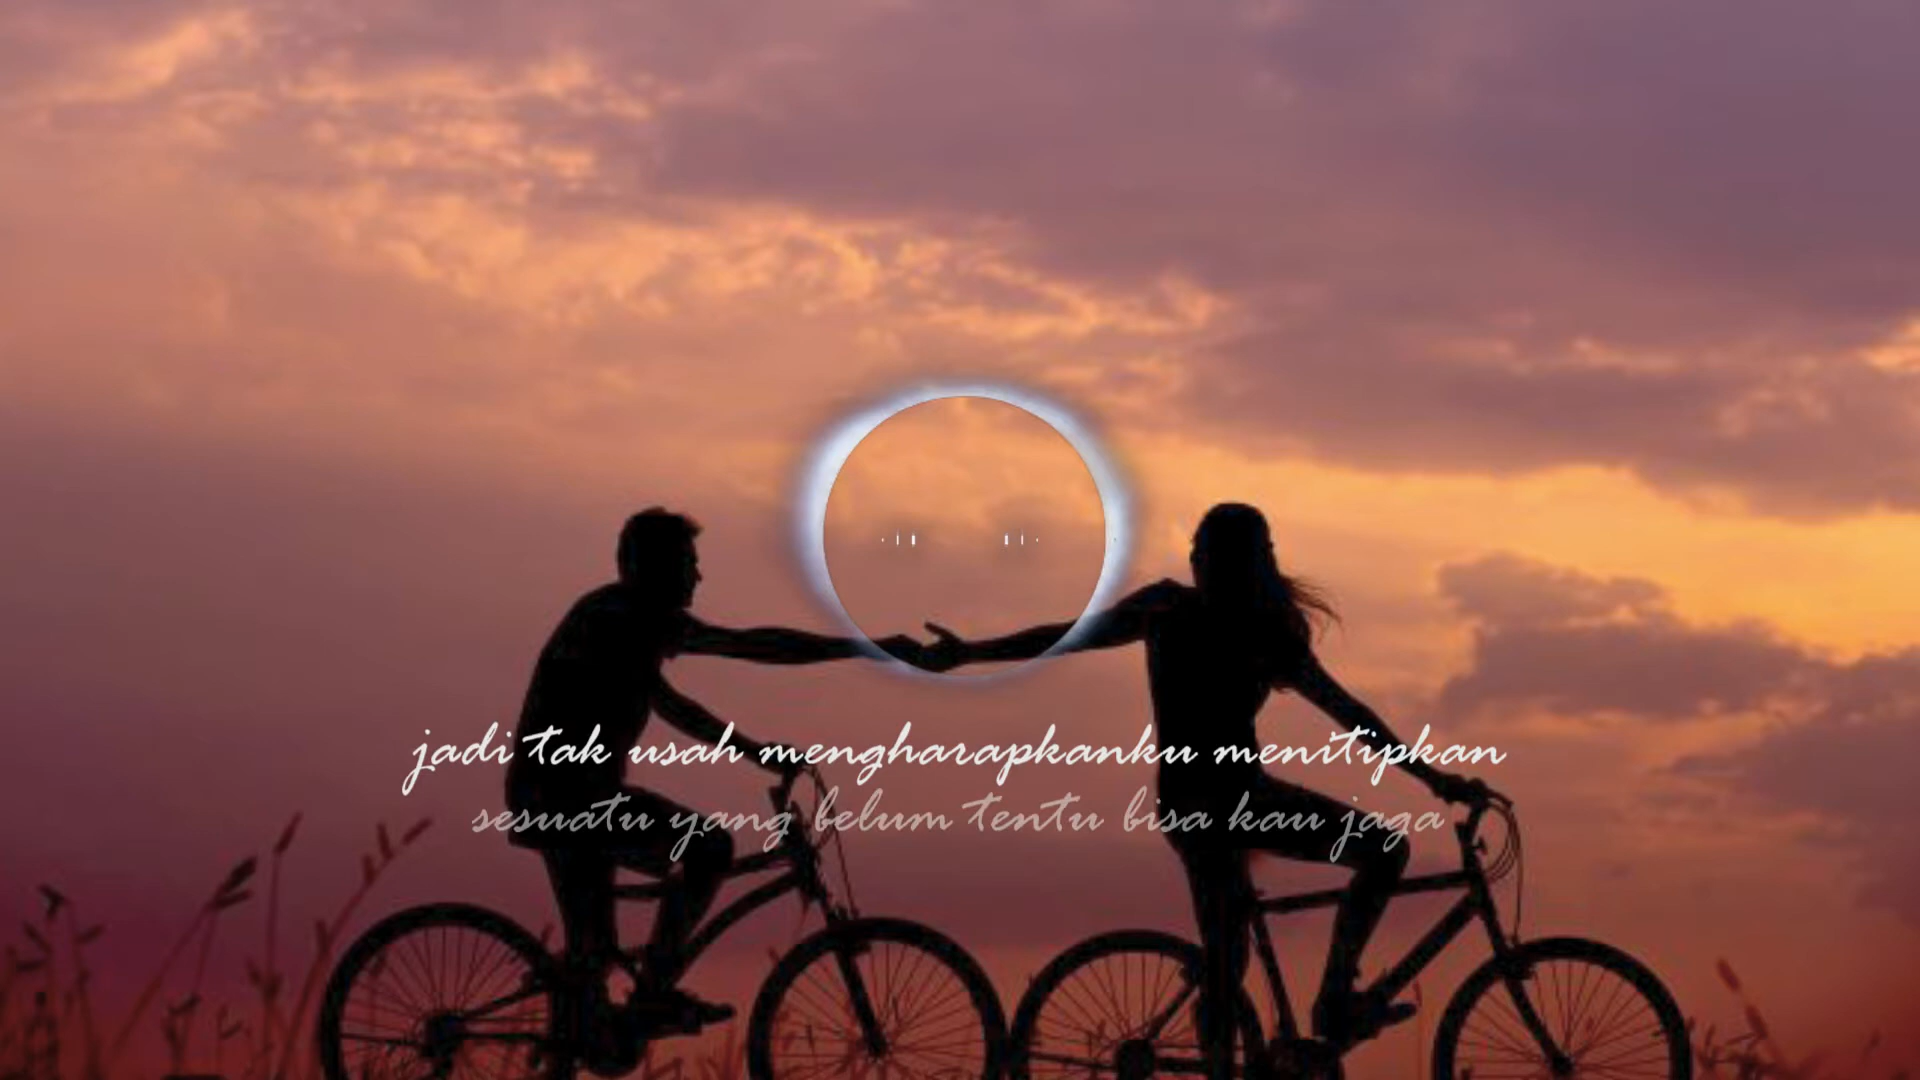 jadi tak usah mengharapkanku menitipkan
sesuatu yang belum tentu bisa kau jaga